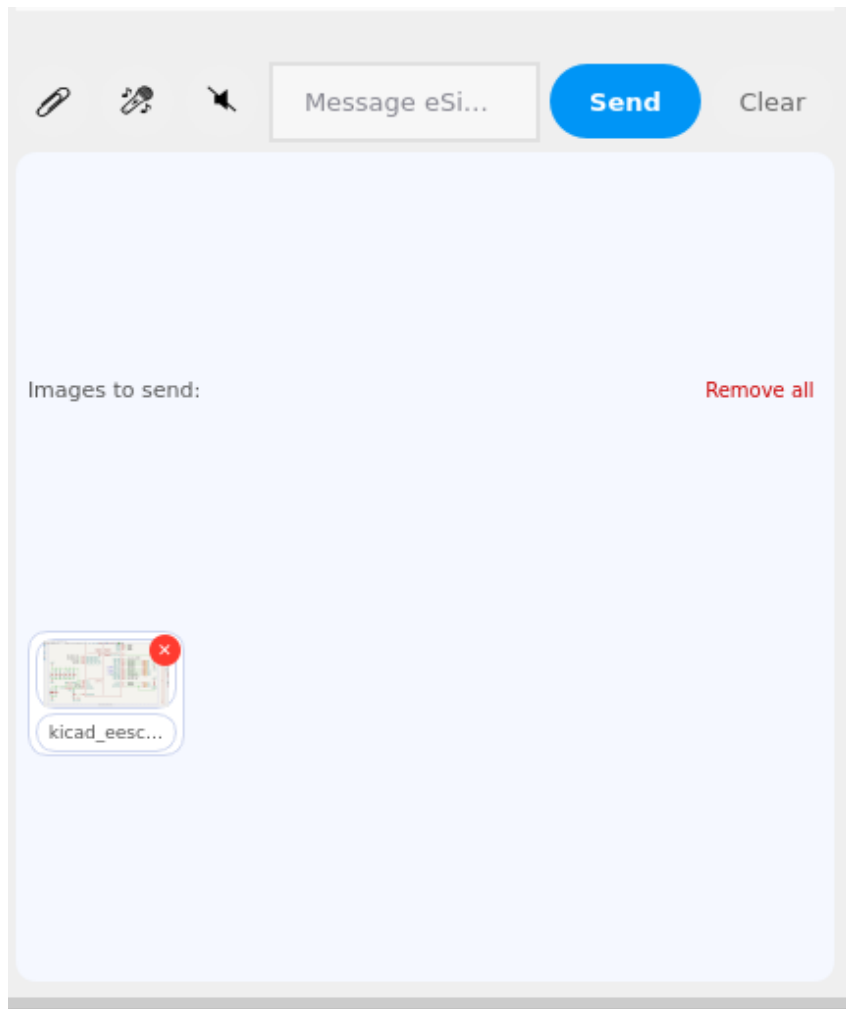 Message eSi...
Send
Clear
Images to send:
Remove all
kicad_eesc...